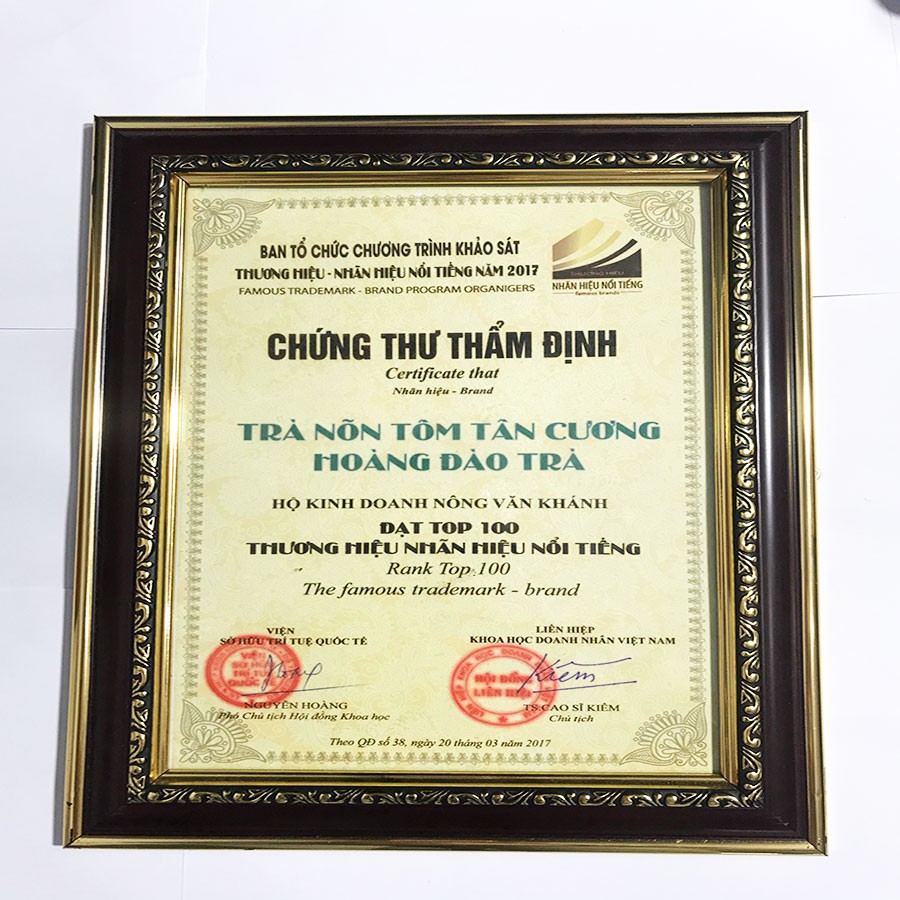 BAN TỔ CHỨC CHƯƠNG TRÌNH KHẢO SÁT
THƯƠNG HIỆU - NHÃN HIỆU NỔI TIẾNG NĂM 2017
FAMOUS TRADEMARK - BRAND PROGRAM ORGANIGERS
THƯƠNG HIỆU
NHÃN HIỆU NỔI TIẾNG
famous brands
CHỨNG THƯ THẨM ĐỊNH
Certificate that
Nhãn hiệu - Brand
TRÀ NÕN TÔM TÂN CƯƠNG
HOÀNG ĐÀO TRÀ
HỘ KINH DOANH NÔNG VĂN KHÁNH
ĐẠT TOP 100
THƯƠNG HIỆU NHÃN HIỆU NỔI TIẾNG
Rank Top 100
The famous trademark - brand
VIỆN
SỞ HỮU TRÍ TUỆ QUỐC TẾ
NGUYỄN HOÀNG
Phó Chủ tịch Hội đồng Khoa học
LIÊN HIỆP
KHOA HỌC DOANH NHÂN VIỆT NAM
HỘI ĐỒNG
LIÊN HIỆP
Kiêm
TS.CAO SĨ KIÊM
Chủ tịch
Theo QĐ số 38, ngày 20 tháng 03 năm 2017